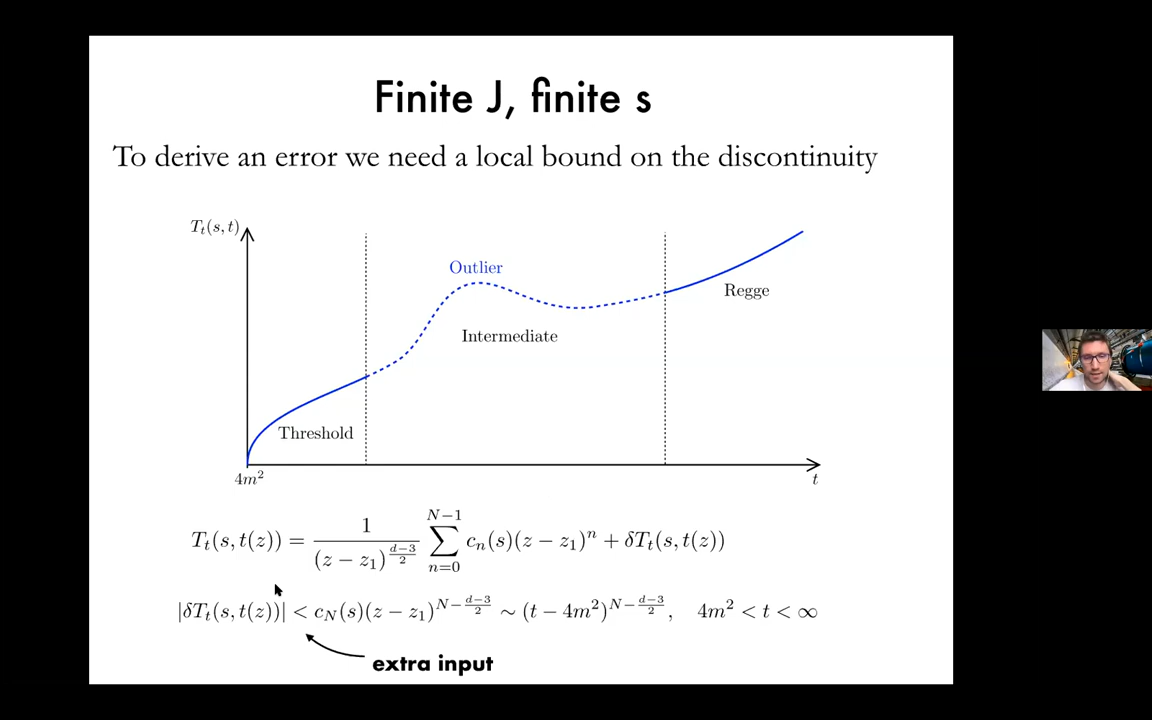 Finite J, finite s
To derive an error we need a local bound on the discontinuity
T_t(s, t)
Outlier
Regge
Intermediate
Threshold
4m^2
t
T_t(s, t(z)) = \frac{1}{(z - z_1)^{\frac{d-3}{2}}} \sum_{n=0}^{N-1} c_n(s)(z - z_1)^n + \delta T_t(s, t(z))
|\delta T_t(s, t(z))| < c_N(s)(z - z_1)^{N - \frac{d-3}{2}} \sim (t - 4m^2)^{N - \frac{d-3}{2}}, 4m^2 < t < \infty
extra input